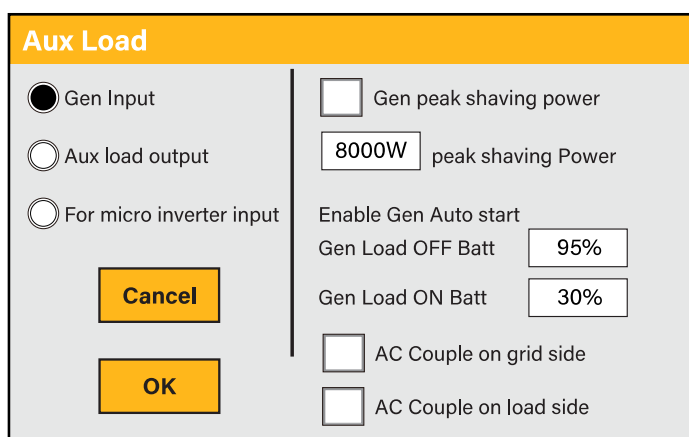 Aux Load
Gen Input
Aux load output
For micro inverter input
Cancel
OK
Gen peak shaving power
8000W peak shaving Power
Enable Gen Auto start
Gen Load OFF Batt 95%
Gen Load ON Batt 30%
AC Couple on grid side
AC Couple on load side